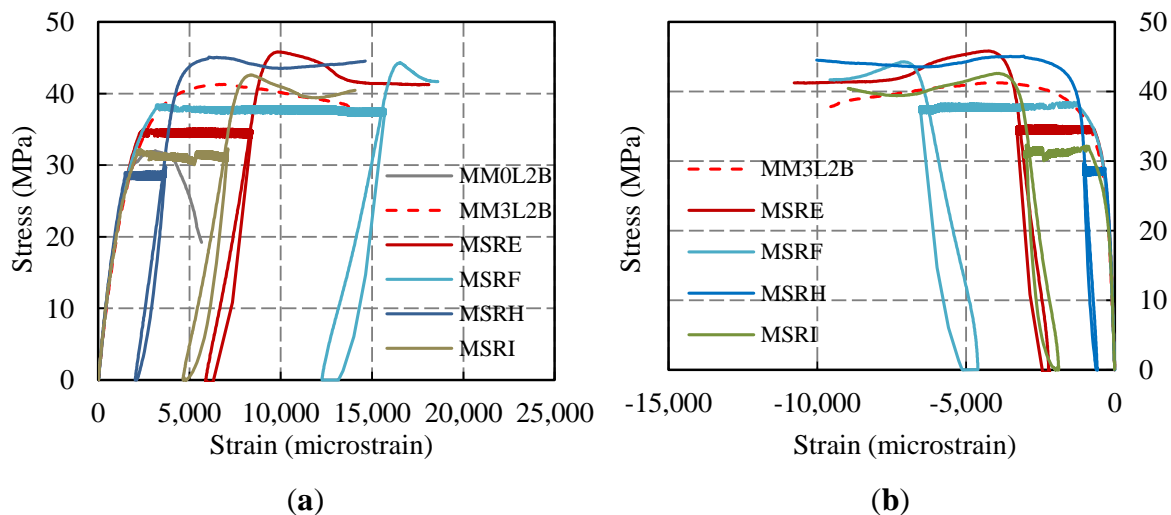 50
40
30
20
10
0
Stress (MPa)
0 5,000 10,000 15,000 20,000 25,000
Strain (microstrain)
MM0L2B
MM3L2B
MSRE
MSRF
MSRH
MSRI
(a)
50
40
30
20
10
0
Stress (MPa)
-15,000 -10,000 -5,000 0
Strain (microstrain)
MM3L2B
MSRE
MSRF
MSRH
MSRI
(b)